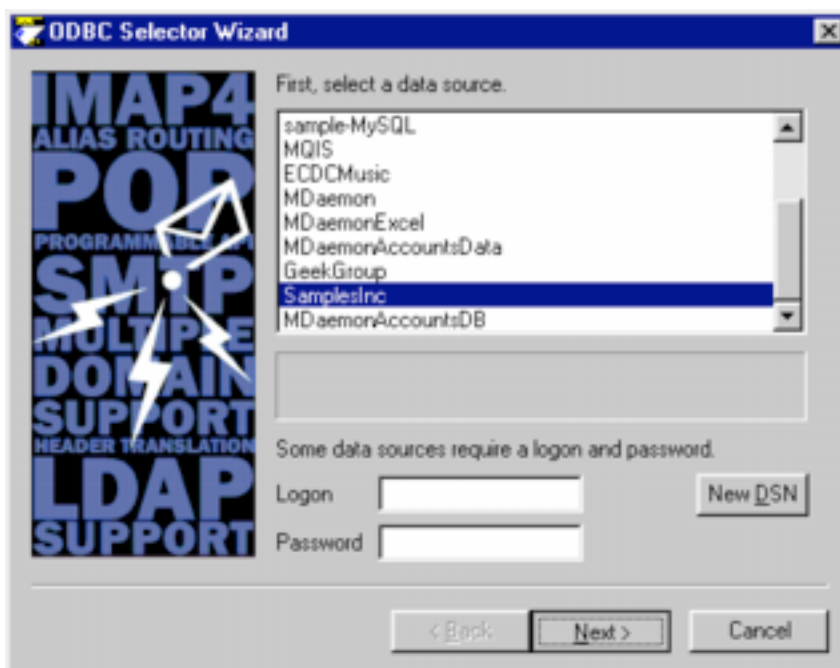 ODBC Selector Wizard
IMAP4
ALIAS ROUTING
POP
PROGRAMMABLE API
SMTP
MULTIPLE
DOMAIN
SUPPORT
HEADER TRANSLATION
LDAP
SUPPORT
First, select a data source.
sample-MySQL
MQIS
ECDCMusic
MDaemon
MDaemonExcel
MDaemonAccountsData
GeekGroup
SamplesInc
MDaemonAccountsDB
Some data sources require a logon and password.
Logon
New DSN
Password
< Back
Next >
Cancel